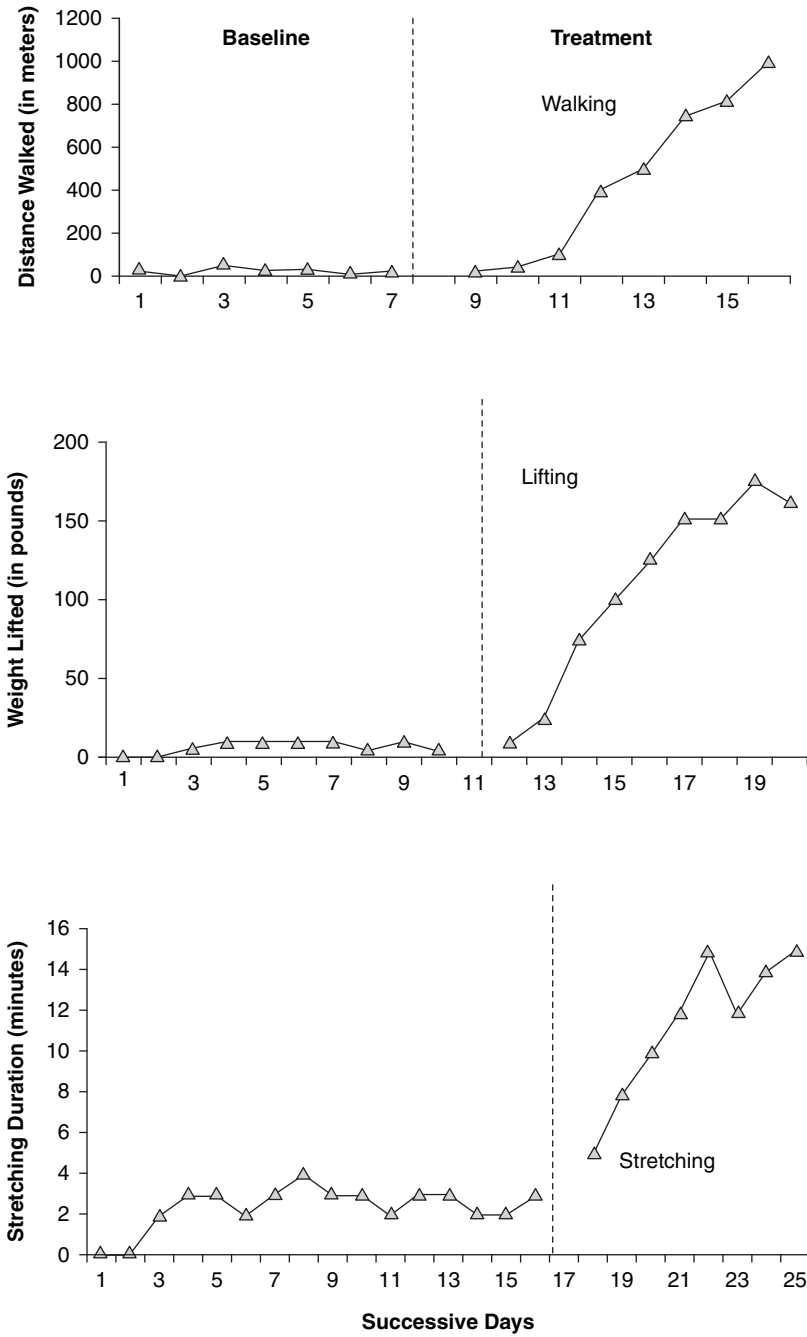 Baseline Treatment
Distance Walked (in meters)
1200
1000
800
600
400
200
0
Walking
1 3 5 7 9 11 13 15
Weight Lifted (in pounds)
200
150
100
50
0
Lifting
1 3 5 7 9 11 13 15 17 19
Stretching Duration (minutes)
16
14
12
10
8
6
4
2
0
Stretching
1 3 5 7 9 11 13 15 17 19 21 23 25
Successive Days